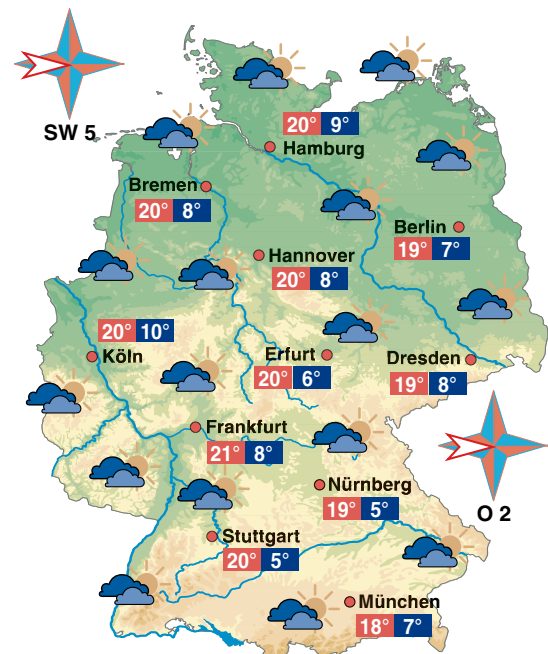 SW 5
20° 9°
Hamburg
Bremen
20° 8°
Berlin
19° 7°
Hannover
20° 8°
20° 10°
Köln
Erfurt
20° 6°
Dresden
19° 8°
Frankfurt
21° 8°
Nürnberg
19° 5°
O 2
Stuttgart
20° 5°
München
18° 7°